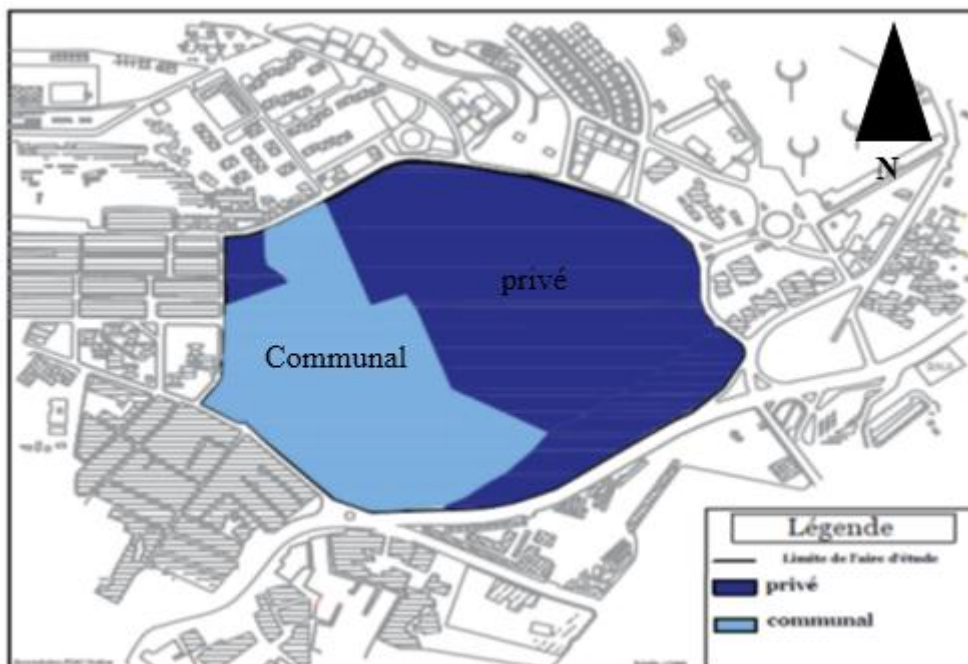 N
privé
Communal
Légende
Limite de l'aire d'étude
privé
communal